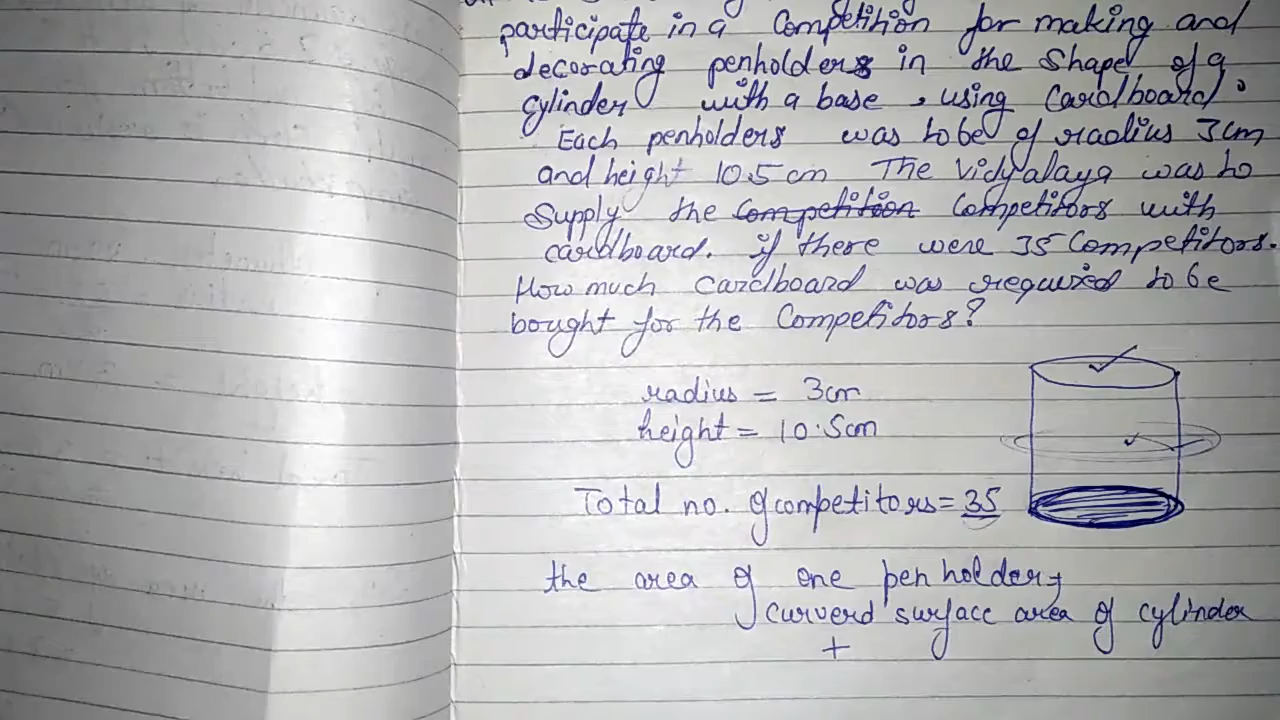 participate in a Competition for making and
decorating penholders in the shape of a
cylinder with a base, using cardboard.
Each penholders was to be of radius 3cm
and height 10.5 cm The Vidyalaya was to
Supply the competition Competitors with
cardboard. if there were 35 Competitors.
How much cardboard was required to be
bought for the Competitors?
radius = 3cm
height = 10.5cm
Total no. of competitors = 35
the area of one penholder =
curverd surface area of cylinder
+